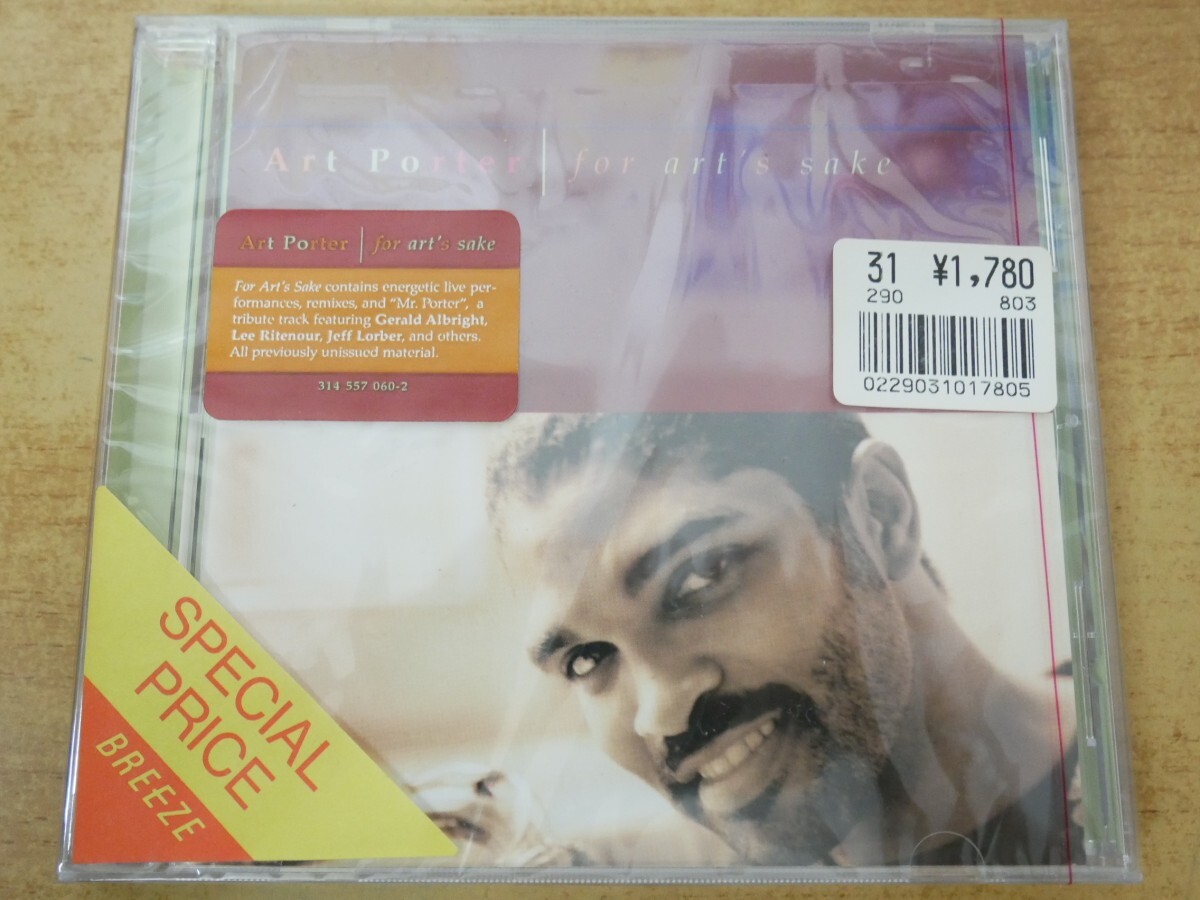 Art Porter | for art's sake
Art Porter | for art's sake
For Art's Sake contains energetic live per-
formances, remixes, and "Mr. Porter", a
tribute track featuring Gerald Albright,
Lee Ritenour, Jeff Lorber, and others.
All previously unissued material.
314 557 060-2
31 ¥1,780
290 803
0229031017805
SPECIAL
PRICE
BREEZE